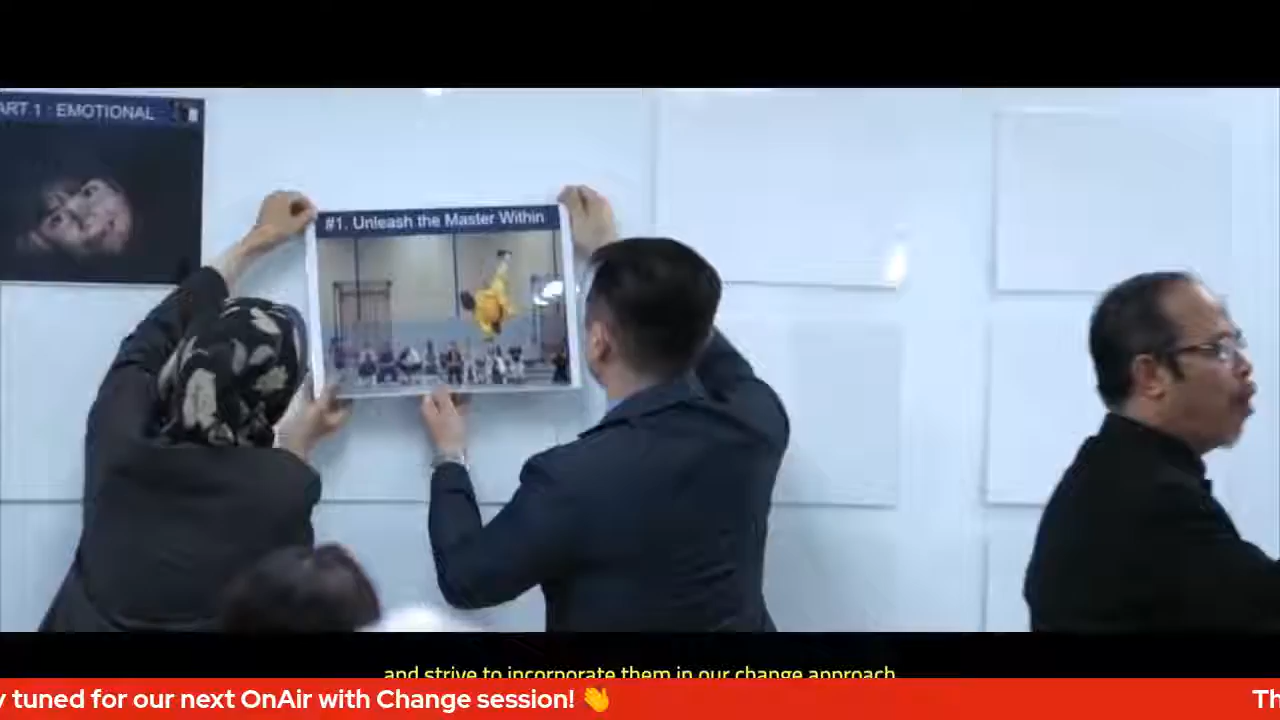 ART 1 : EMOTIONAL
#1. Unleash the Master Within
and strive to incorporate them in our change approach
y tuned for our next OnAir with Change session! 👋
Th